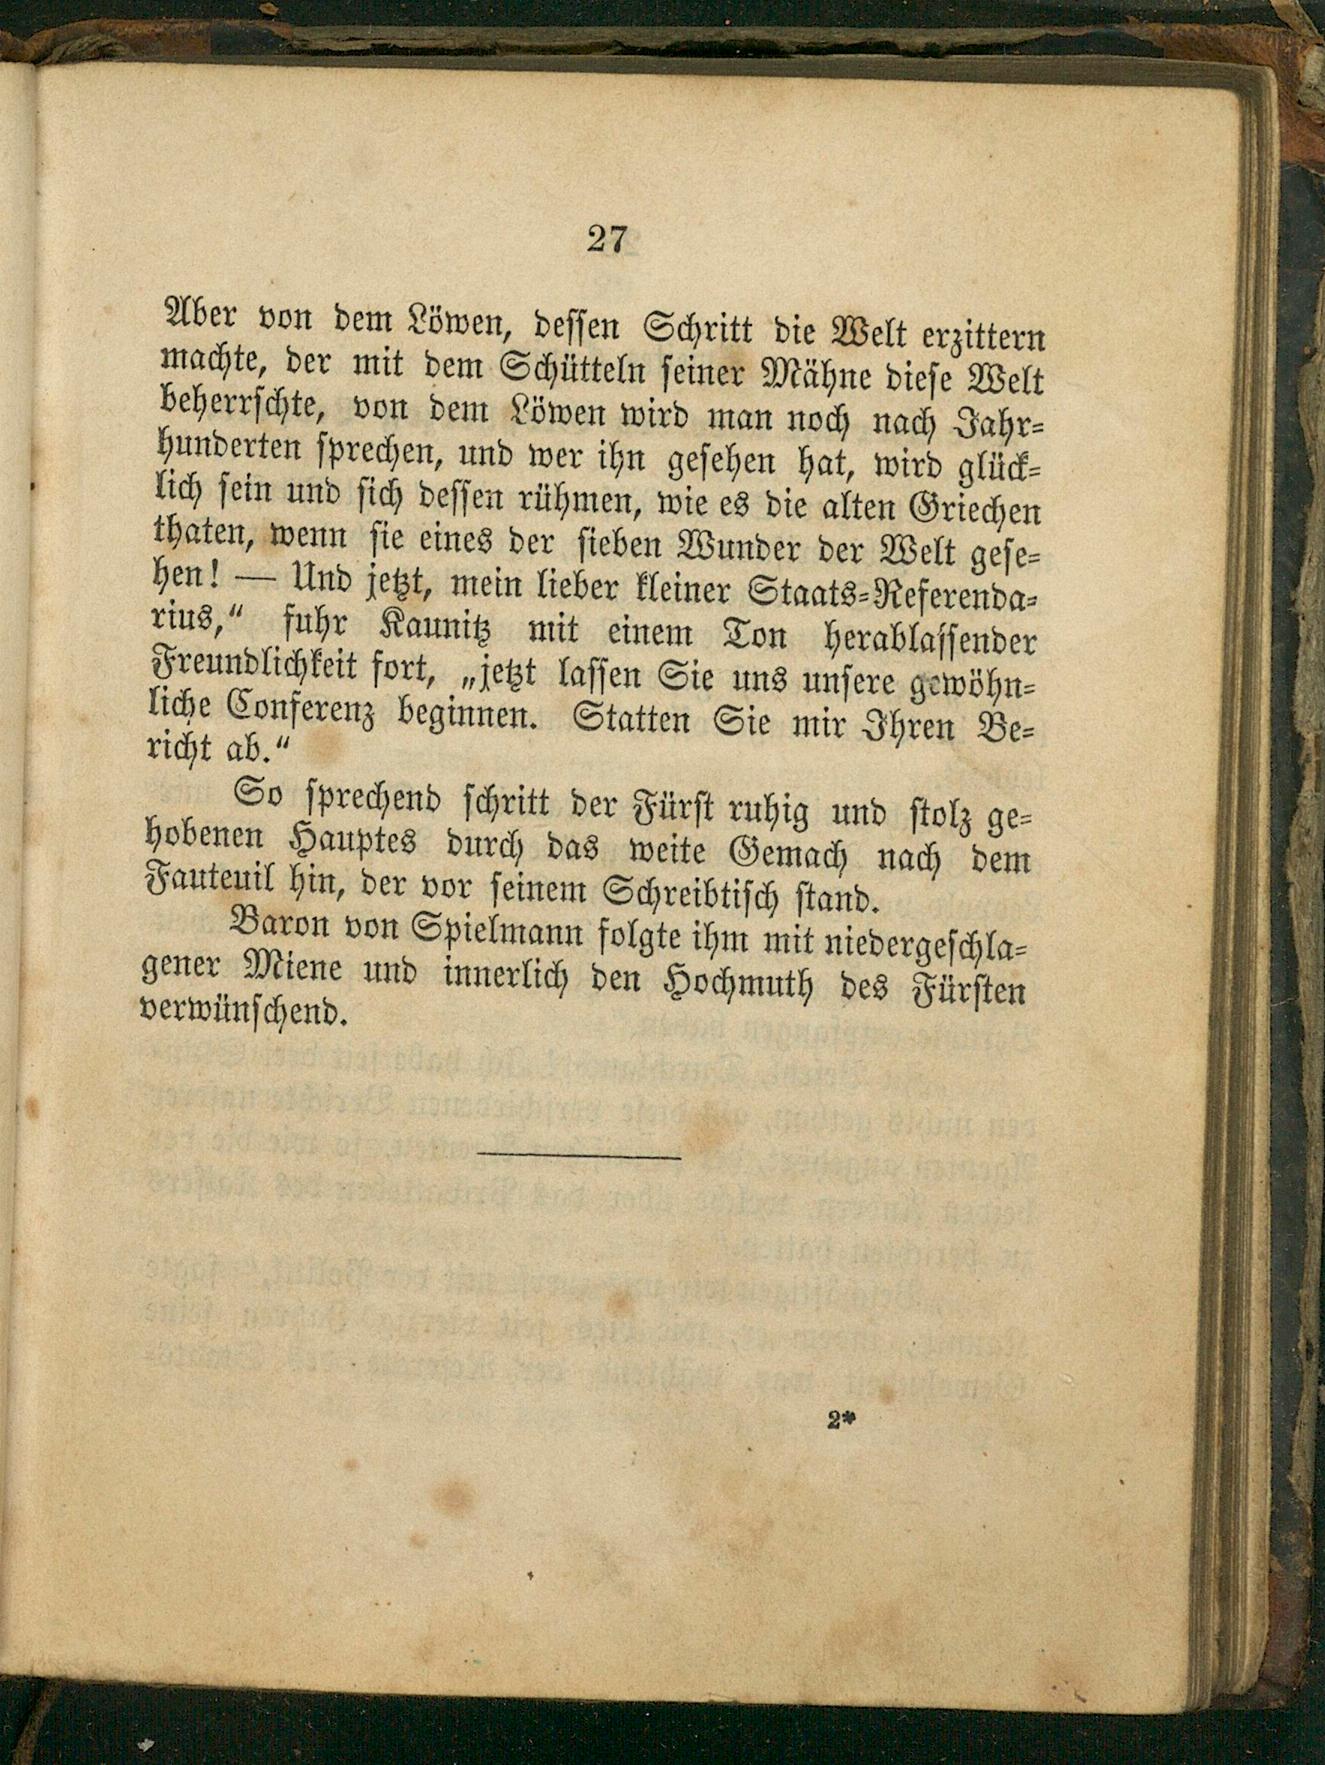 27
Aber von dem Löwen, dessen Schritt die Welt erzittern
machte, der mit dem Schütteln seiner Mähne diese Welt
beherrschte, von dem Löwen wird man noch nach Jahr-
hunderten sprechen, und wer ihn gesehen hat, wird glück-
lich sein und sich dessen rühmen, wie es die alten Griechen
thaten, wenn sie eines der sieben Wunder der Welt gese-
hen! — Und jetzt, mein lieber kleiner Staats-Referenda-
rius,“ fuhr Kaunitz mit einem Ton herablassender
Freundlichkeit fort, „jetzt lassen Sie uns unsere gewöhn-
liche Conferenz beginnen. Statten Sie mir Ihren Be-
richt ab.“
So sprechend schritt der Fürst ruhig und stolz ge-
hobenen Hauptes durch das weite Gemach nach dem
Fauteuil hin, der vor seinem Schreibtisch stand.
Baron von Spielmann folgte ihm mit niedergeschla-
gener Miene und innerlich den Hochmuth des Fürsten
verwünschend.
2*